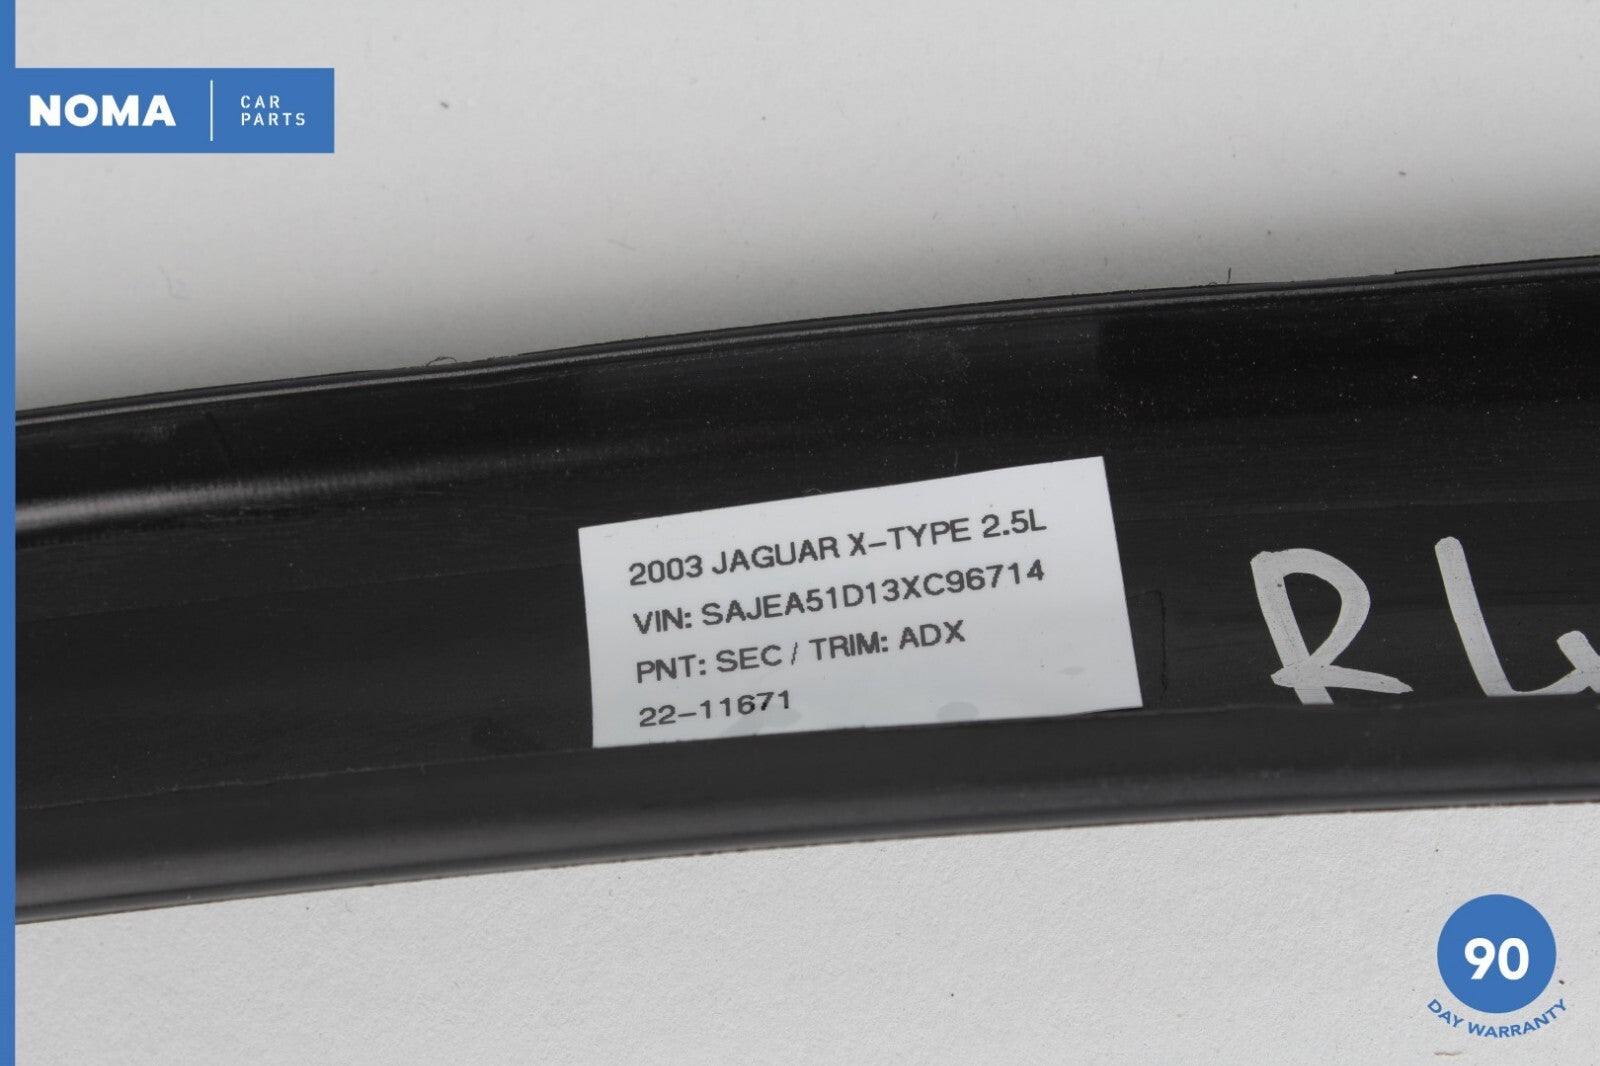 NOMA
CAR
PARTS
2003 JAGUAR X-TYPE 2.5L
VIN: SAJEA51D13XC96714
PNT: SEC / TRIM: ADX
22-11671
90
DAY WARRANTY